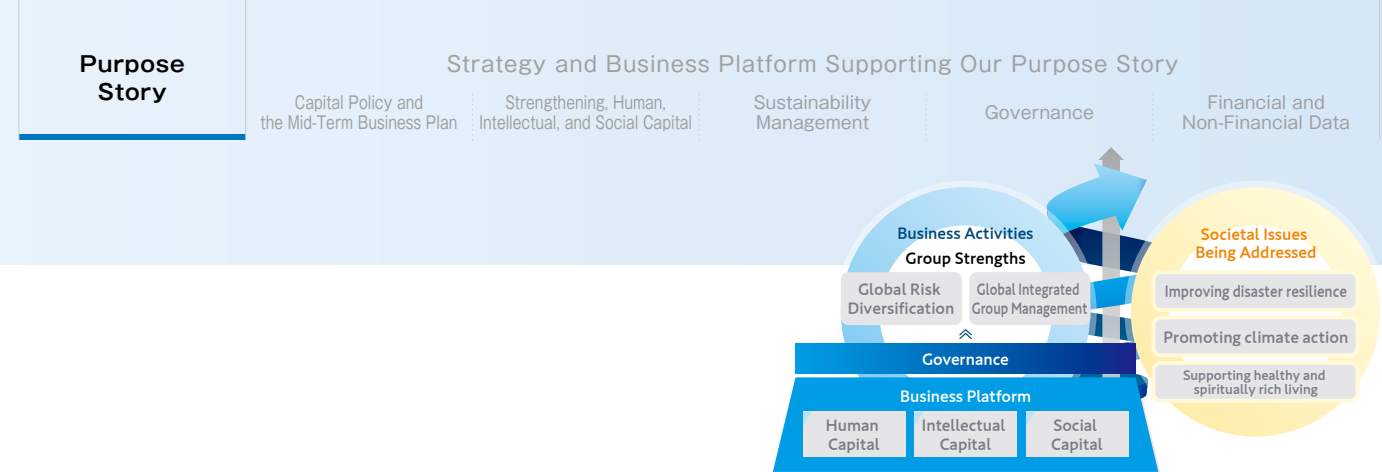 Purpose
Story
Strategy and Business Platform Supporting Our Purpose Story
Capital Policy and
the Mid-Term Business Plan
Strengthening, Human,
Intellectual, and Social Capital
Sustainability
Management
Governance
Financial and
Non-Financial Data
Business Activities
Group Strengths
Global Risk
Diversification
Global Integrated
Group Management
Governance
Business Platform
Human
Capital
Intellectual
Capital
Social
Capital
Societal Issues
Being Addressed
Improving disaster resilience
Promoting climate action
Supporting healthy and
spiritually rich living